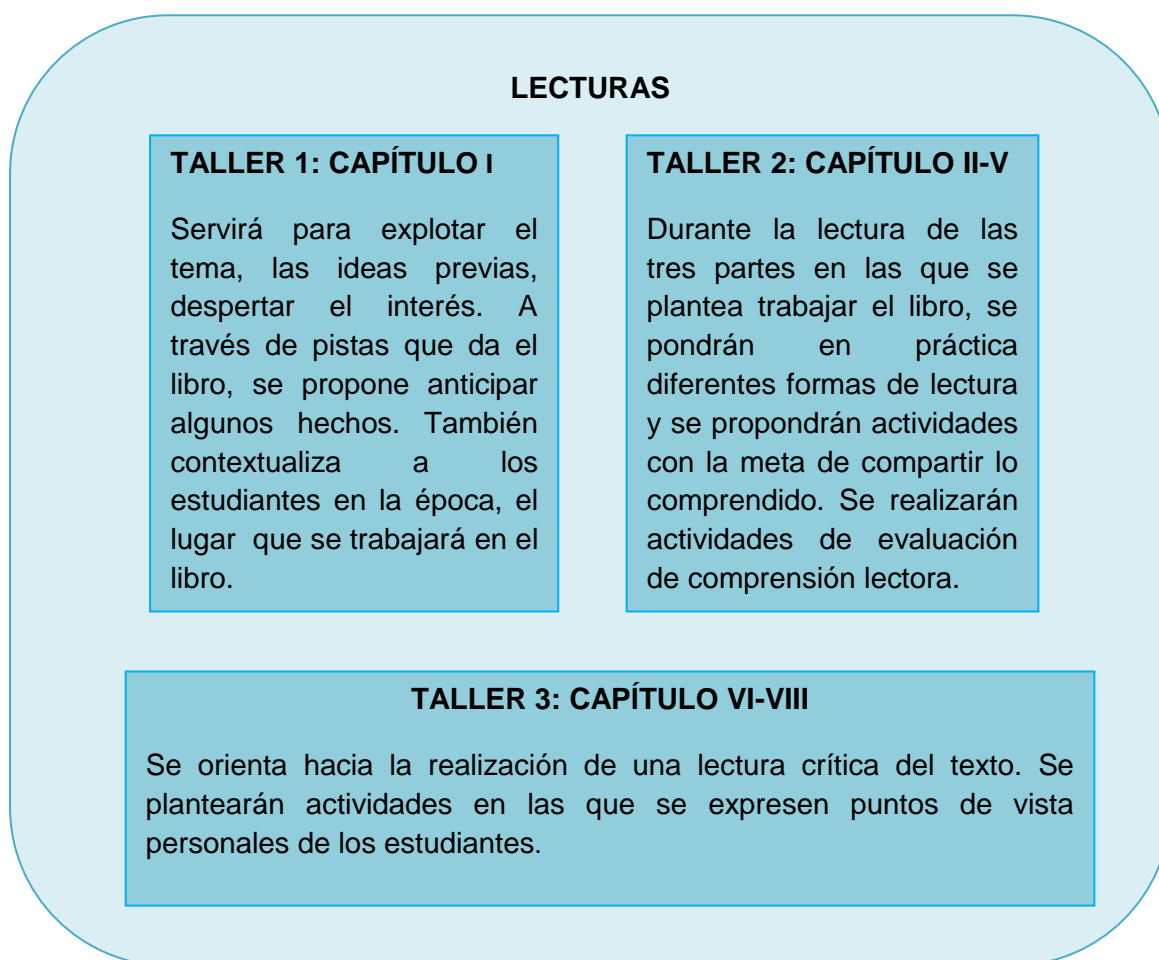 LECTURAS
TALLER 1: CAPÍTULO I
Servirá para explotar el
tema, las ideas previas,
despertar el interés. A
través de pistas que da el
libro, se propone anticipar
algunos hechos. También
contextualiza a los
estudiantes en la época, el
lugar que se trabajará en el
libro.
TALLER 2: CAPÍTULO II-V
Durante la lectura de las
tres partes en las que se
plantea trabajar el libro, se
pondrán en práctica
diferentes formas de lectura
y se propondrán actividades
con la meta de compartir lo
comprendido. Se realizarán
actividades de evaluación
de comprensión lectora.
TALLER 3: CAPÍTULO VI-VIII
Se orienta hacia la realización de una lectura crítica del texto. Se
plantearán actividades en las que se expresen puntos de vista
personales de los estudiantes.